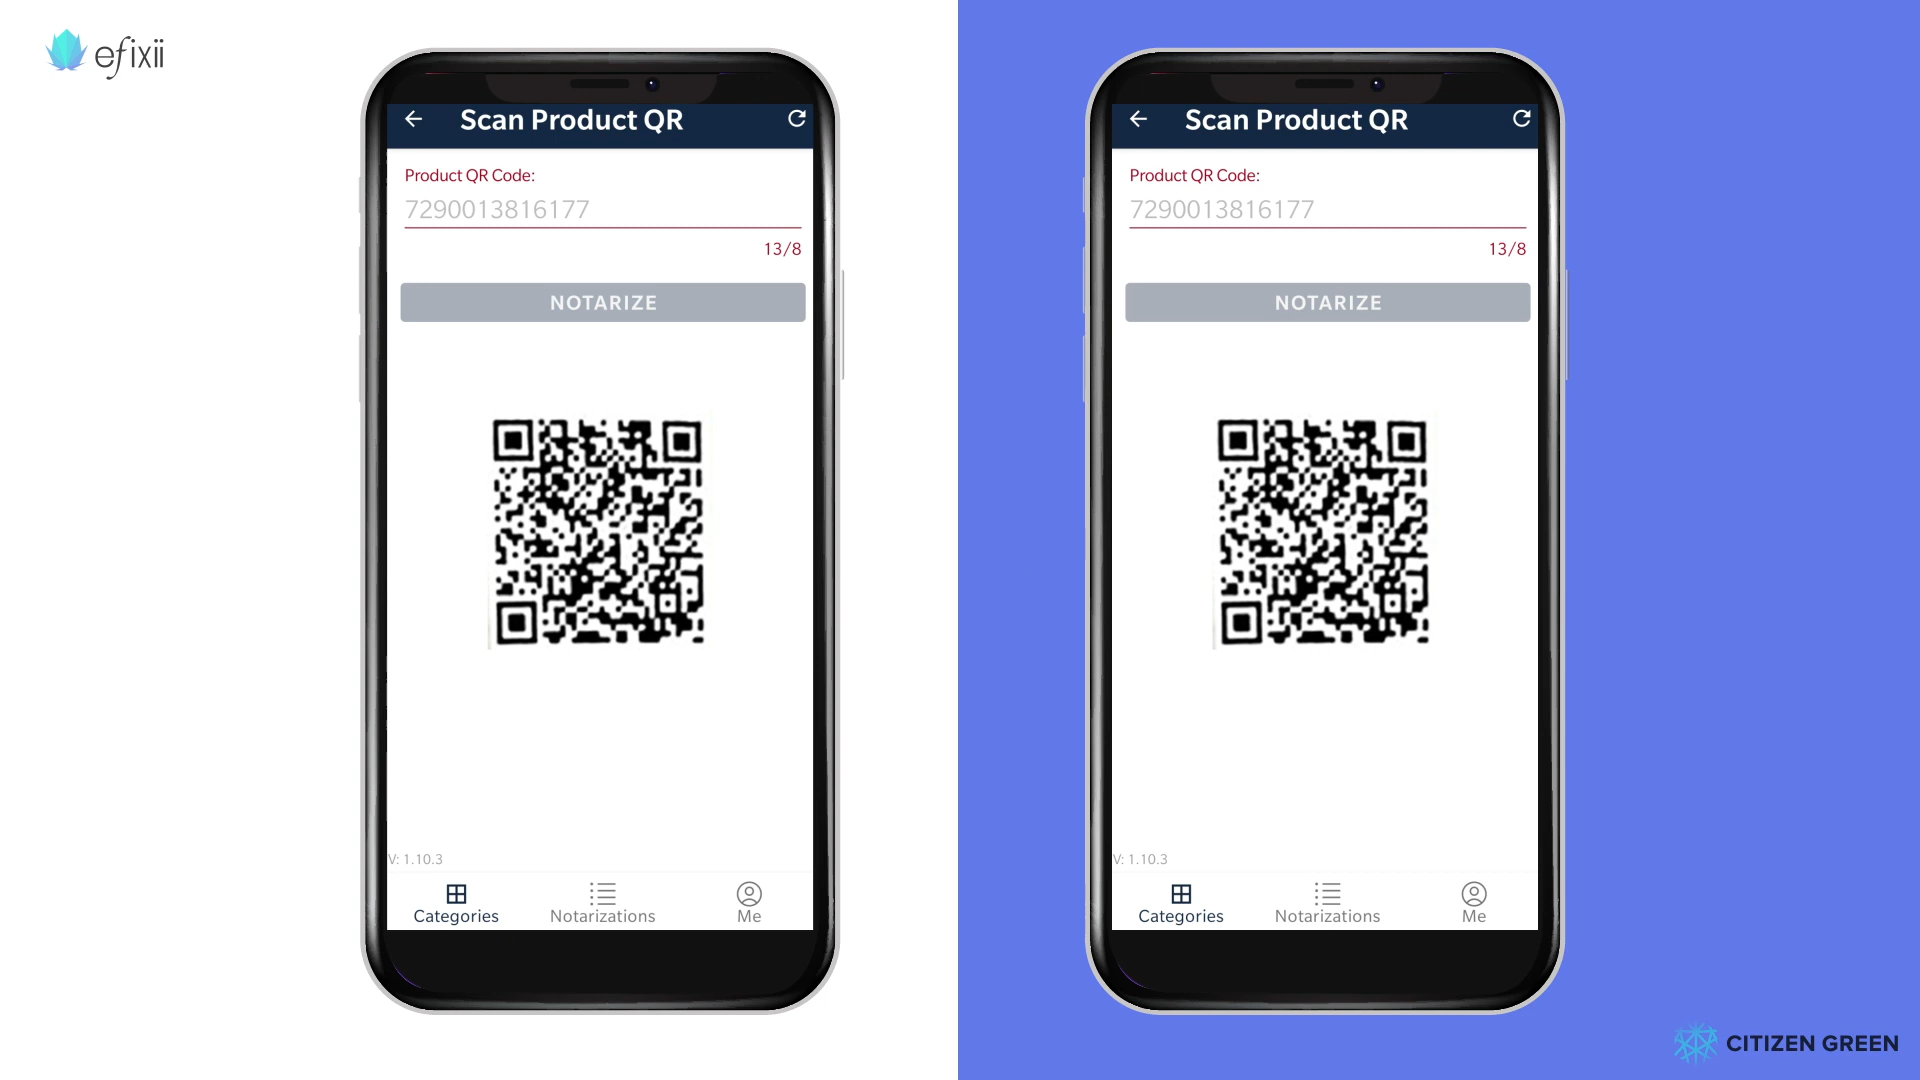 efixii
Scan Product QR
Product QR Code:
7290013816177
13/8
NOTARIZE
V: 1.10.3
Categories
Notarizations
Me
Scan Product QR
Product QR Code:
7290013816177
13/8
NOTARIZE
V: 1.10.3
Categories
Notarizations
Me
CITIZEN GREEN